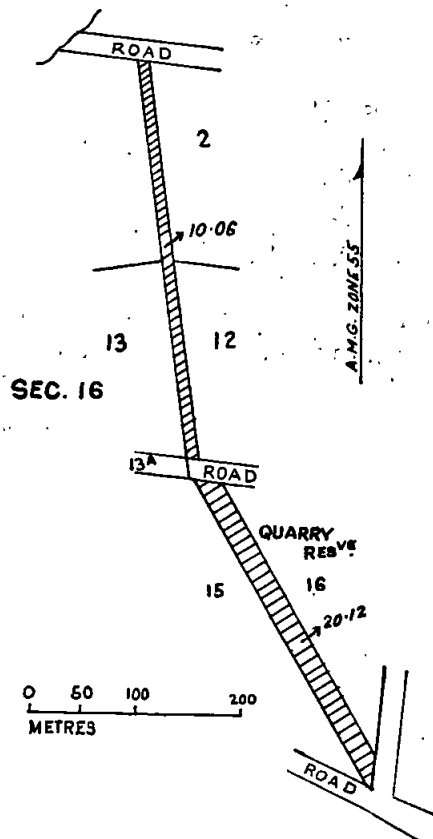 ROAD
2
10·06
A.M.G. ZONE 55
13
12
SEC. 16
13A
ROAD
QUARRY
RESVE
15
16
20·12
0 50 100 200
METRES
ROAD